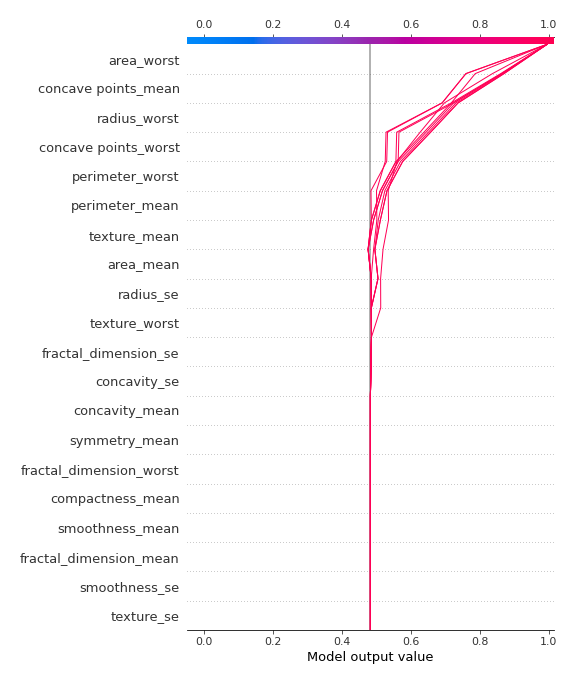 0.0 0.2 0.4 0.6 0.8 1.0
area_worst
concave points_mean
radius_worst
concave points_worst
perimeter_worst
perimeter_mean
texture_mean
area_mean
radius_se
texture_worst
fractal_dimension_se
concavity_se
concavity_mean
symmetry_mean
fractal_dimension_worst
compactness_mean
smoothness_mean
fractal_dimension_mean
smoothness_se
texture_se
0.0 0.2 0.4 0.6 0.8 1.0
Model output value